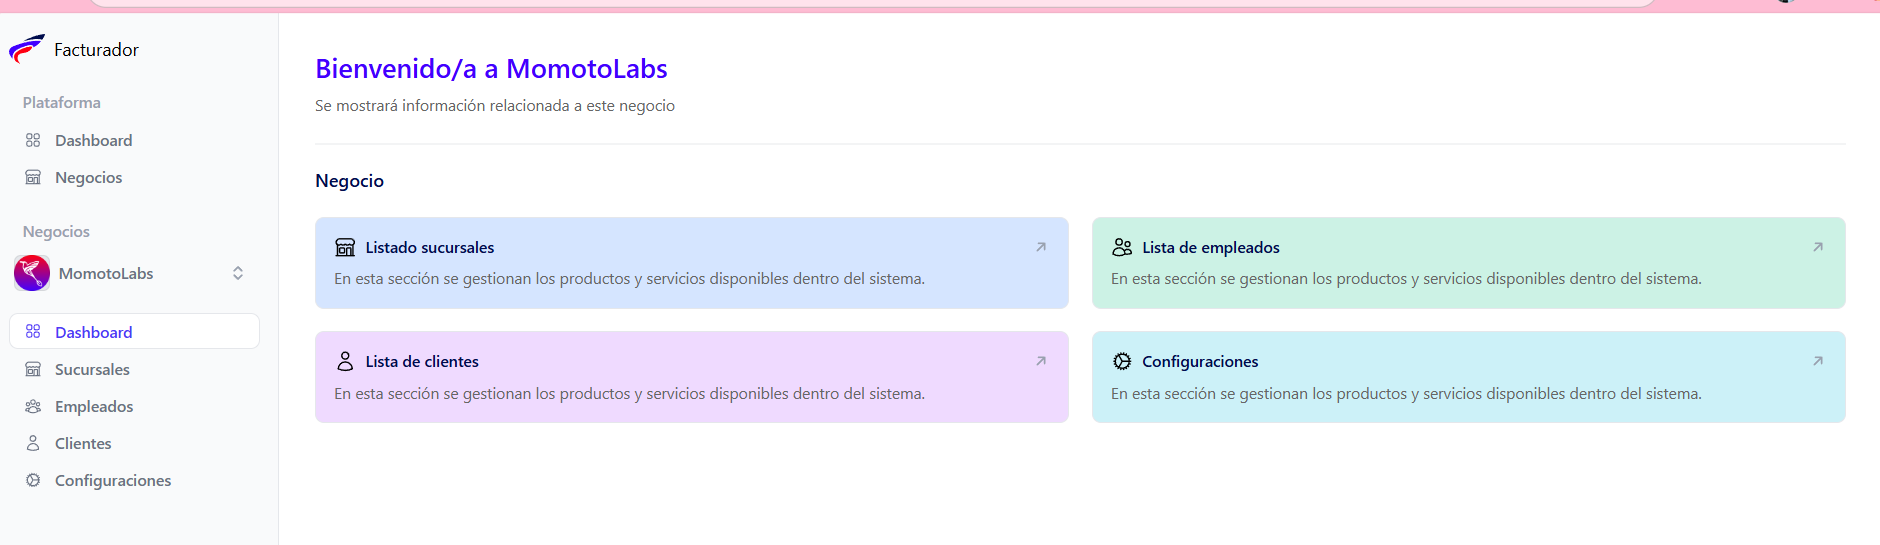 Facturador
Plataforma
Dashboard
Negocios
Negocios
MomotoLabs
Dashboard
Sucursales
Empleados
Clientes
Configuraciones
Bienvenido/a a MomotoLabs
Se mostrará información relacionada a este negocio
Negocio
Listado sucursales
En esta sección se gestionan los productos y servicios disponibles dentro del sistema.
Lista de empleados
En esta sección se gestionan los productos y servicios disponibles dentro del sistema.
Lista de clientes
En esta sección se gestionan los productos y servicios disponibles dentro del sistema.
Configuraciones
En esta sección se gestionan los productos y servicios disponibles dentro del sistema.